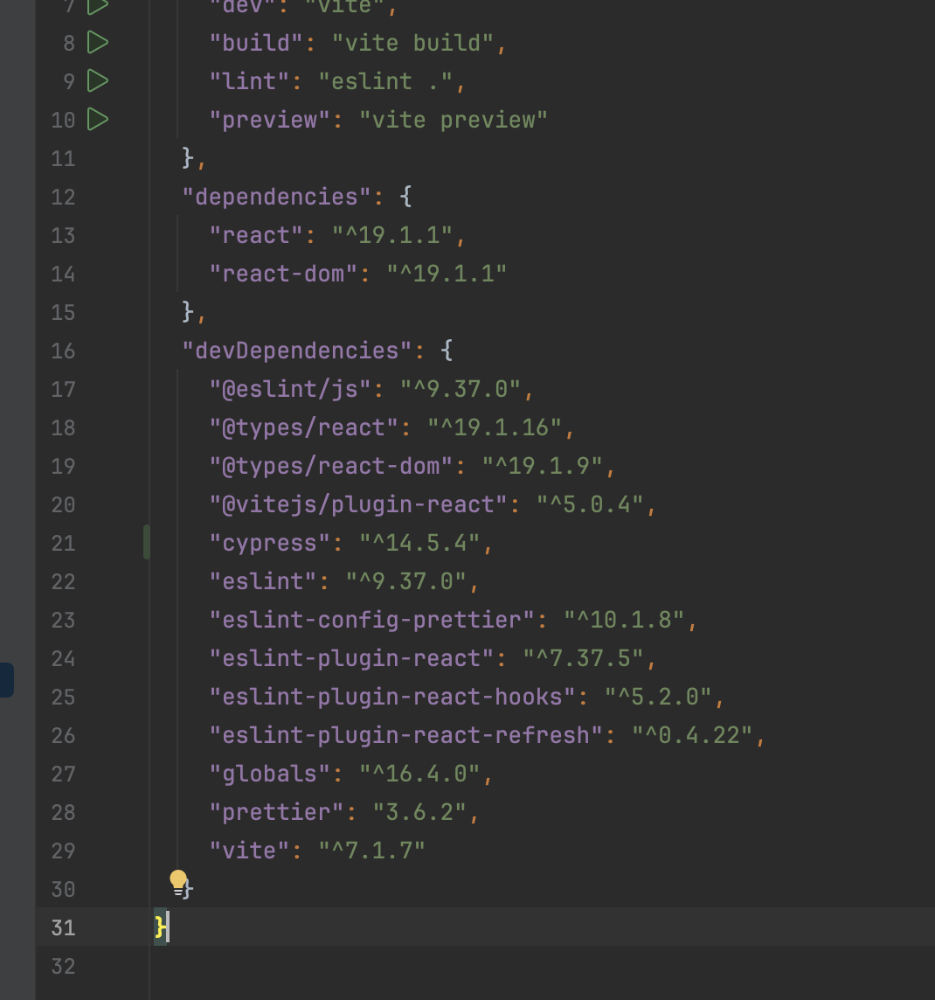 7 "dev": "vite",
8 "build": "vite build",
9 "lint": "eslint .",
10 "preview": "vite preview"
11 },
12 "dependencies": {
13 "react": "^19.1.1",
14 "react-dom": "^19.1.1"
15 },
16 "devDependencies": {
17 "@eslint/js": "^9.37.0",
18 "@types/react": "^19.1.16",
19 "@types/react-dom": "^19.1.9",
20 "@vitejs/plugin-react": "^5.0.4",
21 "cypress": "^14.5.4",
22 "eslint": "^9.37.0",
23 "eslint-config-prettier": "^10.1.8",
24 "eslint-plugin-react": "^7.37.5",
25 "eslint-plugin-react-hooks": "^5.2.0",
26 "eslint-plugin-react-refresh": "^0.4.22",
27 "globals": "^16.4.0",
28 "prettier": "3.6.2",
29 "vite": "^7.1.7"
30 }
31 }
32